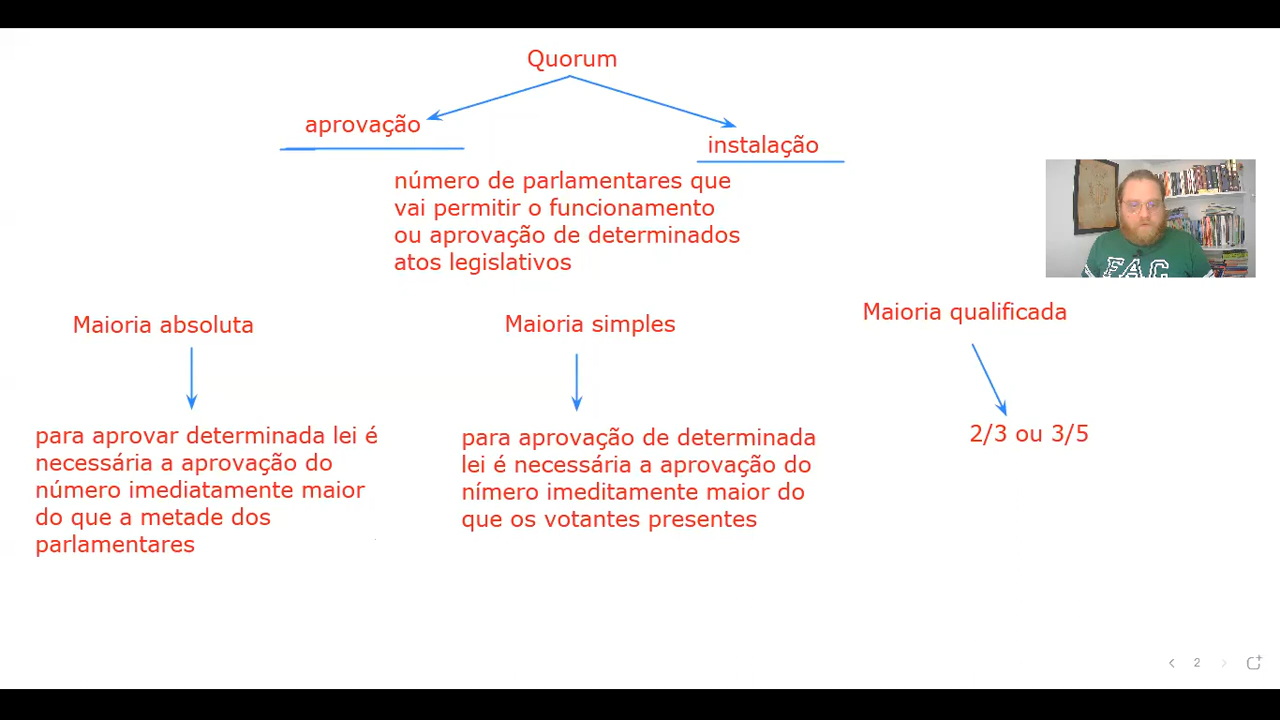 Quorum
aprovação
instalação
número de parlamentares que
vai permitir o funcionamento
ou aprovação de determinados
atos legislativos
Maioria absoluta
Maioria simples
Maioria qualificada
para aprovar determinada lei é
necessária a aprovação do
número imediatamente maior
do que a metade dos
parlamentares
para aprovação de determinada
lei é necessária a aprovação do
nímero imeditamente maior do
que os votantes presentes
2/3 ou 3/5
FAG
2